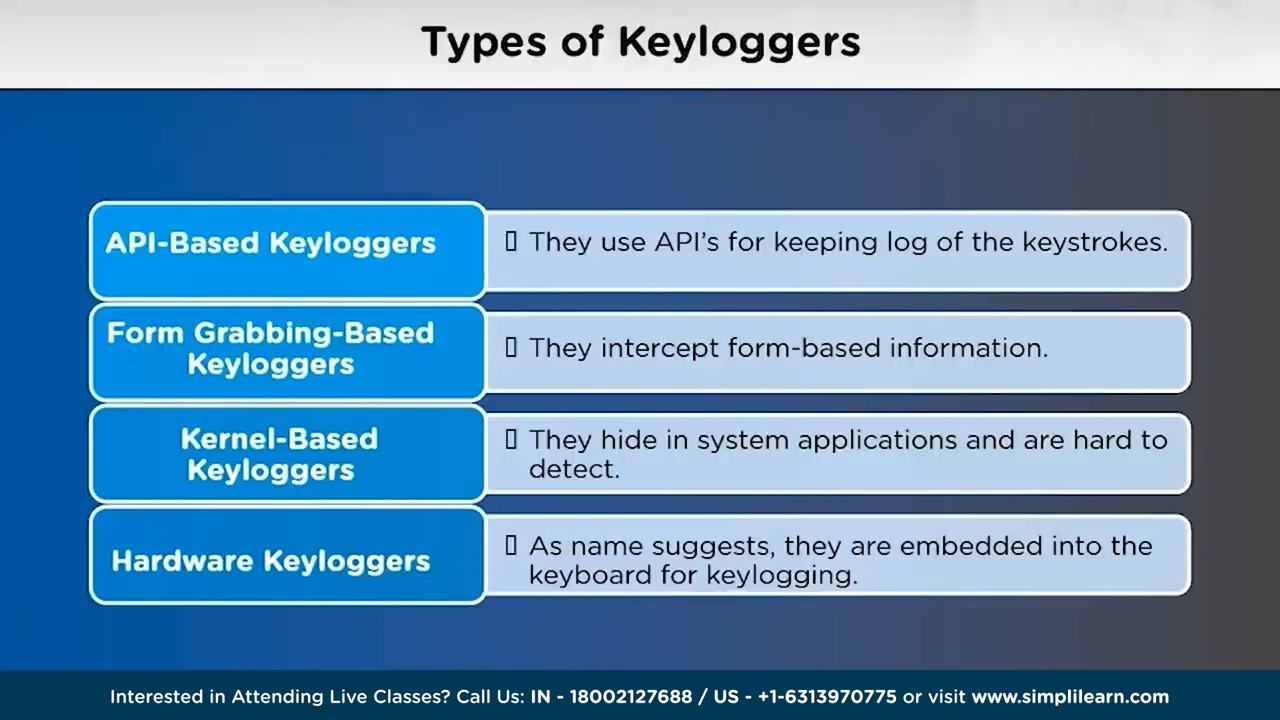 Types of Keyloggers
API-Based Keyloggers
They use API's for keeping log of the keystrokes.
Form Grabbing-Based
Keyloggers
They intercept form-based information.
Kernel-Based
Keyloggers
They hide in system applications and are hard to
detect.
Hardware Keyloggers
As name suggests, they are embedded into the
keyboard for keylogging.
Interested in Attending Live Classes? Call Us: IN - 18002127688 / US - +1-6313970775 or visit www.simplilearn.com